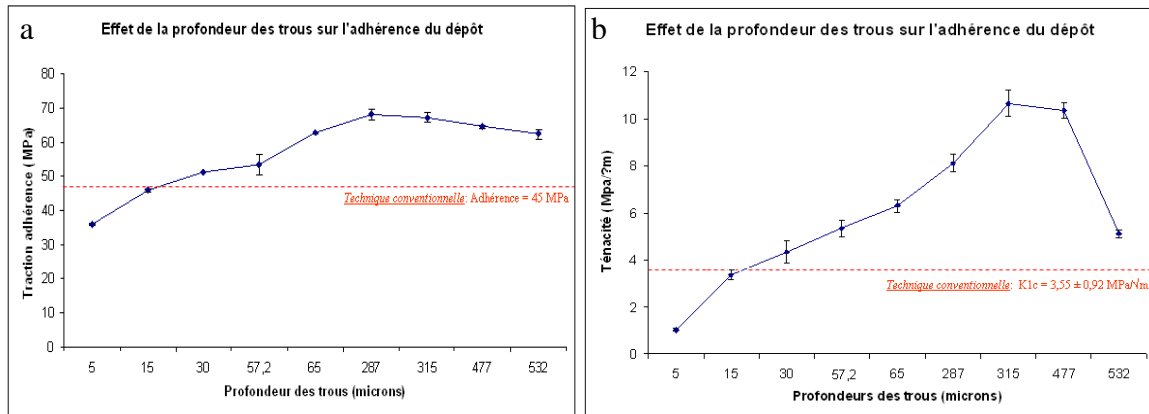 a
Effet de la profondeur des trous sur l'adhérence du dépôt
Traction adhérence ( MPa)
80
70
60
50
40
30
20
10
0
Technique conventionnelle: Adhérence = 45 MPa
5 15 30 57,2 65 287 315 477 532
Profondeur des trous (microns)
b
Effet de la profondeur des trous sur l'adhérence du dépôt
Ténacité ( Mpa/?m)
12
10
8
6
4
2
0
Technique conventionnelle: K1c = 3,55 ± 0,92 MPa/√m
5 15 30 57,2 65 287 315 477 532
Profondeurs des trous (microns)